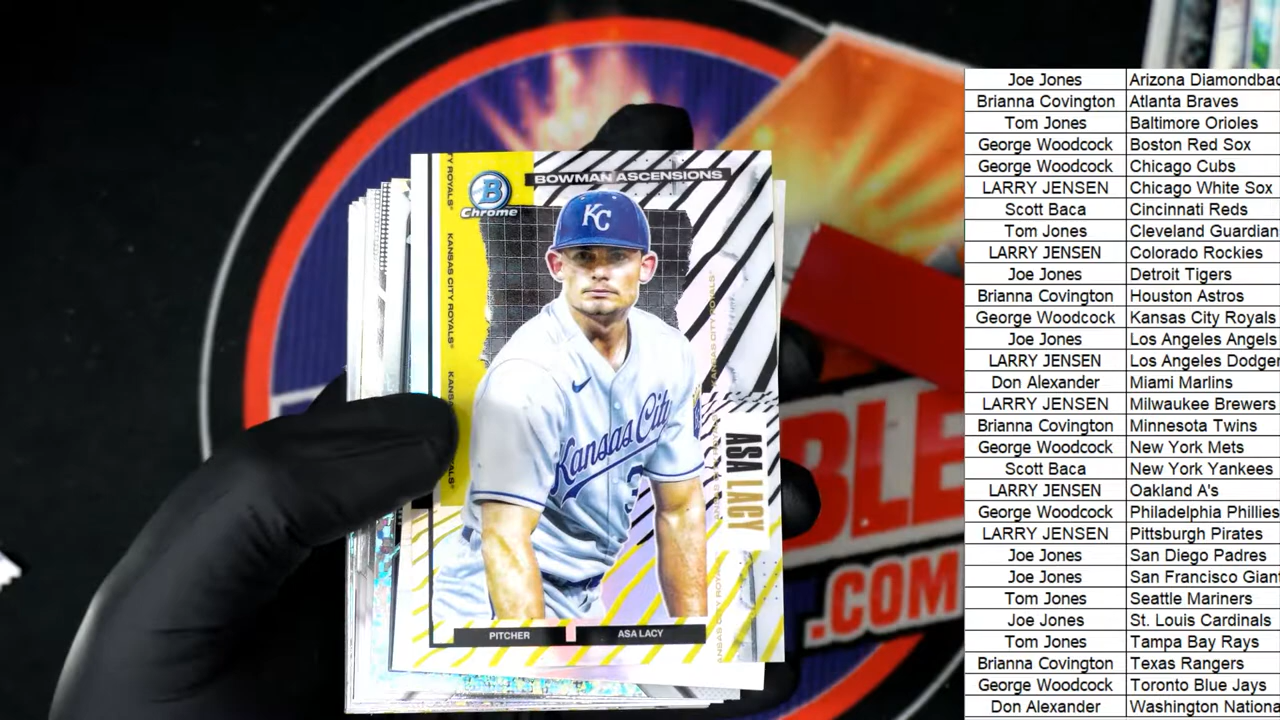 BOWMAN ASCENSIONS
B
Chrome
KC
TY ROYALS
KANSAS CITY ROYALS
Kansas City
ASA LACY
PITCHER
ASA LACY
BLE
.COM
Joe Jones Arizona Diamondbac
Brianna Covington Atlanta Braves
Tom Jones Baltimore Orioles
George Woodcock Boston Red Sox
George Woodcock Chicago Cubs
LARRY JENSEN Chicago White Sox
Scott Baca Cincinnati Reds
Tom Jones Cleveland Guardian
LARRY JENSEN Colorado Rockies
Joe Jones Detroit Tigers
Brianna Covington Houston Astros
George Woodcock Kansas City Royals
Joe Jones Los Angeles Angels
LARRY JENSEN Los Angeles Dodger
Don Alexander Miami Marlins
LARRY JENSEN Milwaukee Brewers
Brianna Covington Minnesota Twins
George Woodcock New York Mets
Scott Baca New York Yankees
LARRY JENSEN Oakland A's
George Woodcock Philadelphia Phillies
LARRY JENSEN Pittsburgh Pirates
Joe Jones San Diego Padres
Joe Jones San Francisco Gian
Tom Jones Seattle Mariners
Joe Jones St. Louis Cardinals
Tom Jones Tampa Bay Rays
Brianna Covington Texas Rangers
George Woodcock Toronto Blue Jays
Don Alexander Washington Nationa